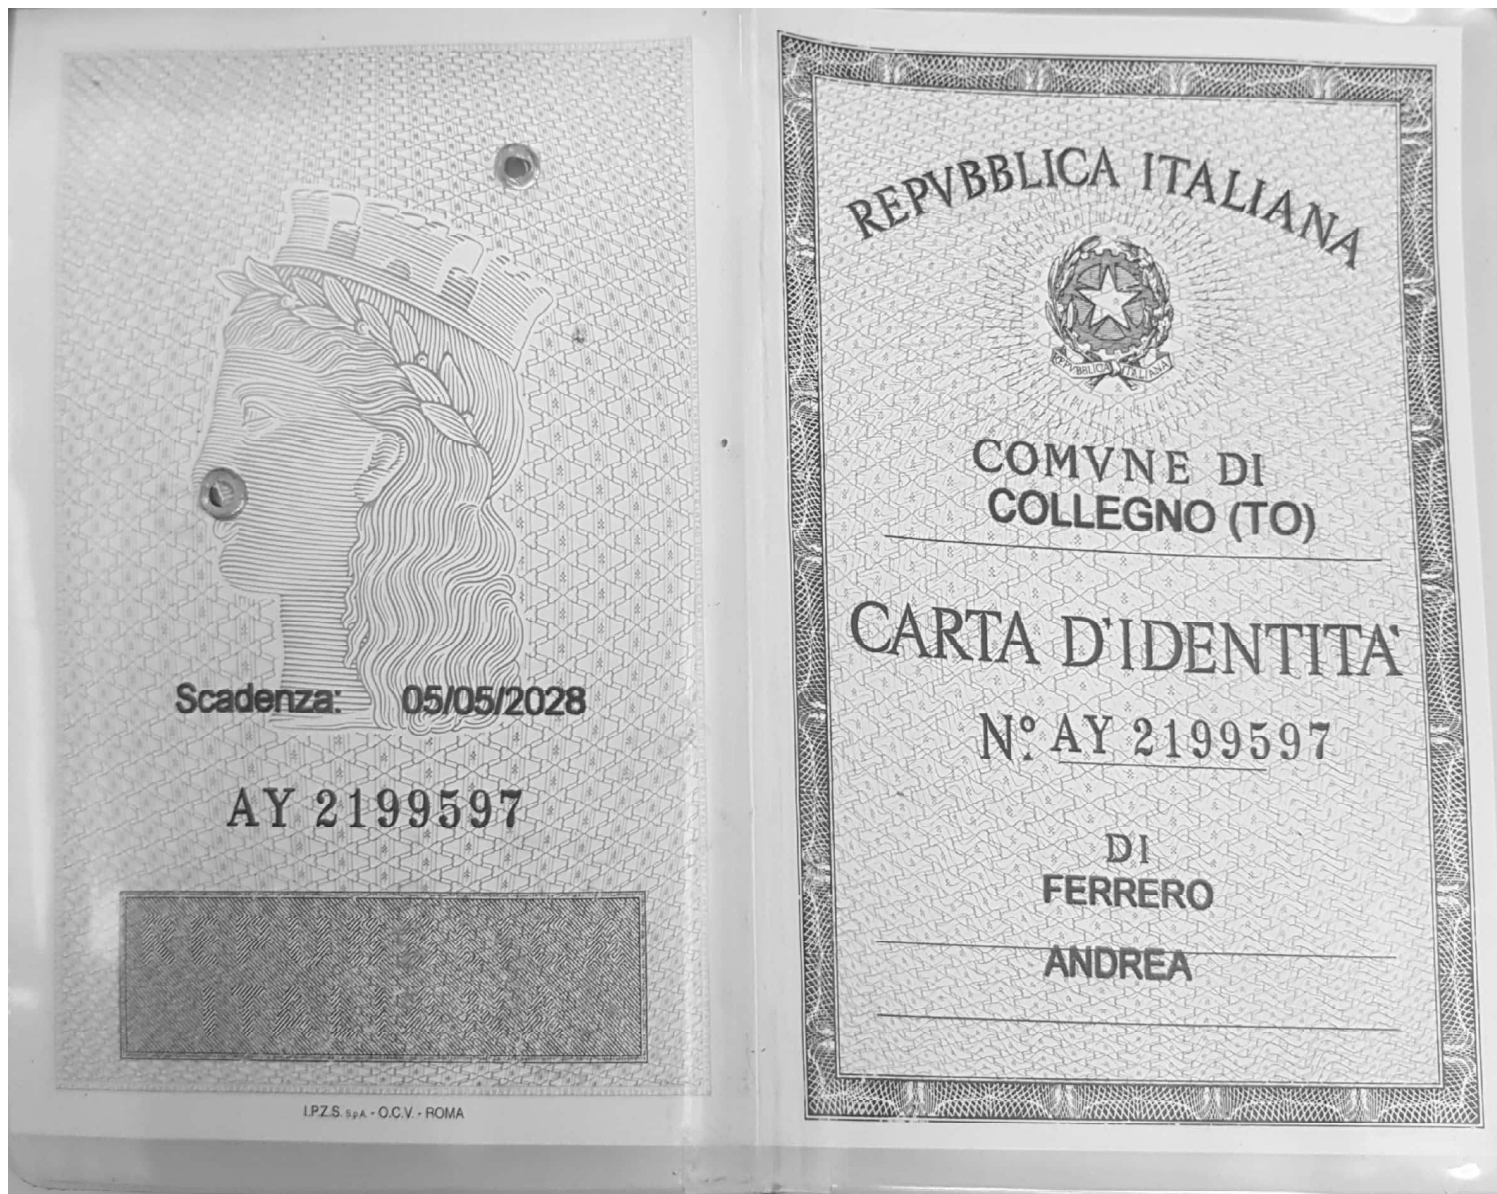 Scadenza: 05/05/2028
AY 2199597
I.P.Z.S. S.p.A. - O.C.V. - ROMA
REPVBBLICA ITALIANA
REPVBBLICA ITALIANA
COMVNE DI
COLLEGNO (TO)
CARTA D'IDENTITA'
N° AY 2199597
DI
FERRERO
ANDREA